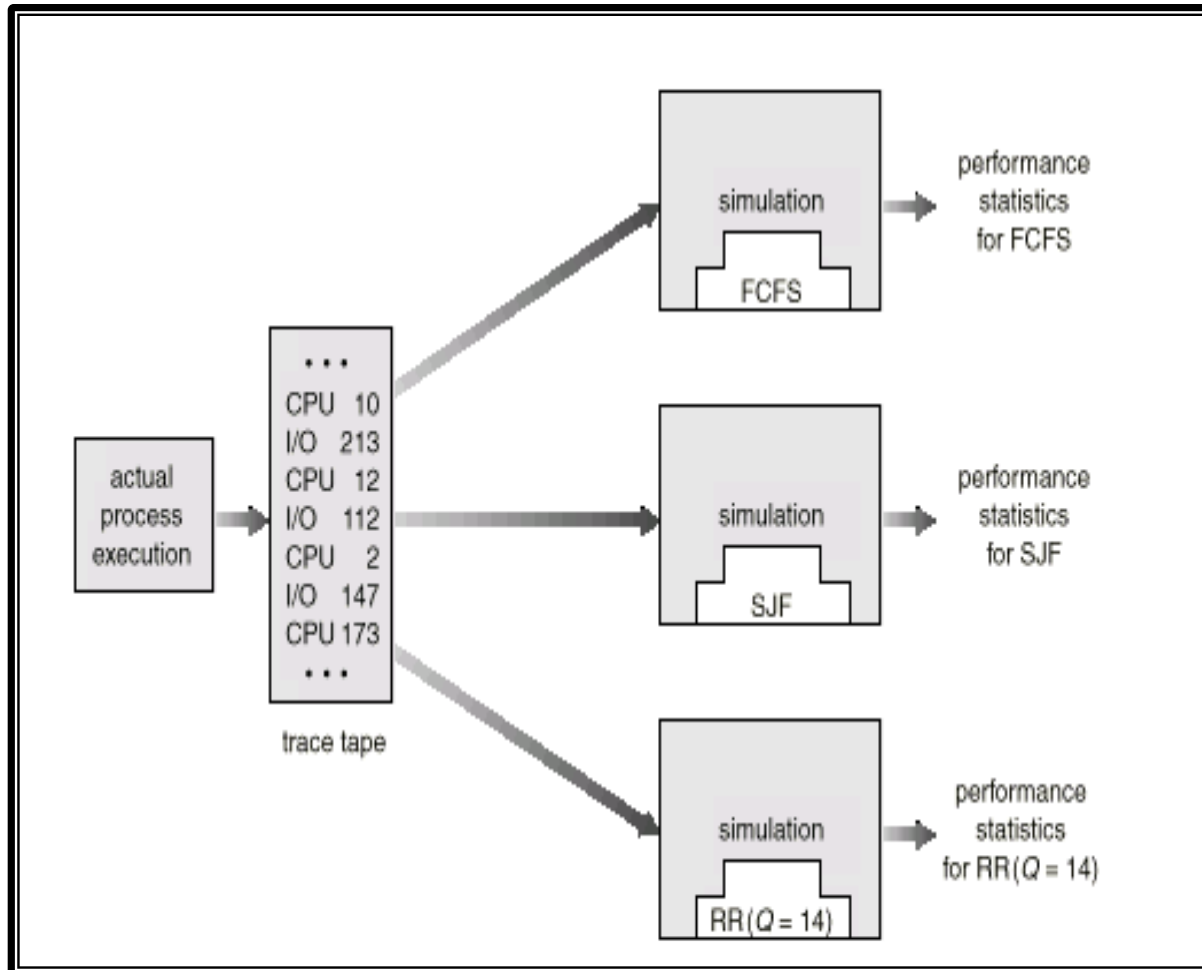 actual
process
execution
• • •
CPU 10
I/O 213
CPU 12
I/O 112
CPU 2
I/O 147
CPU 173
• • •
trace tape
simulation
FCFS
performance
statistics
for FCFS
simulation
SJF
performance
statistics
for SJF
simulation
RR (Q = 14)
performance
statistics
for RR (Q = 14)